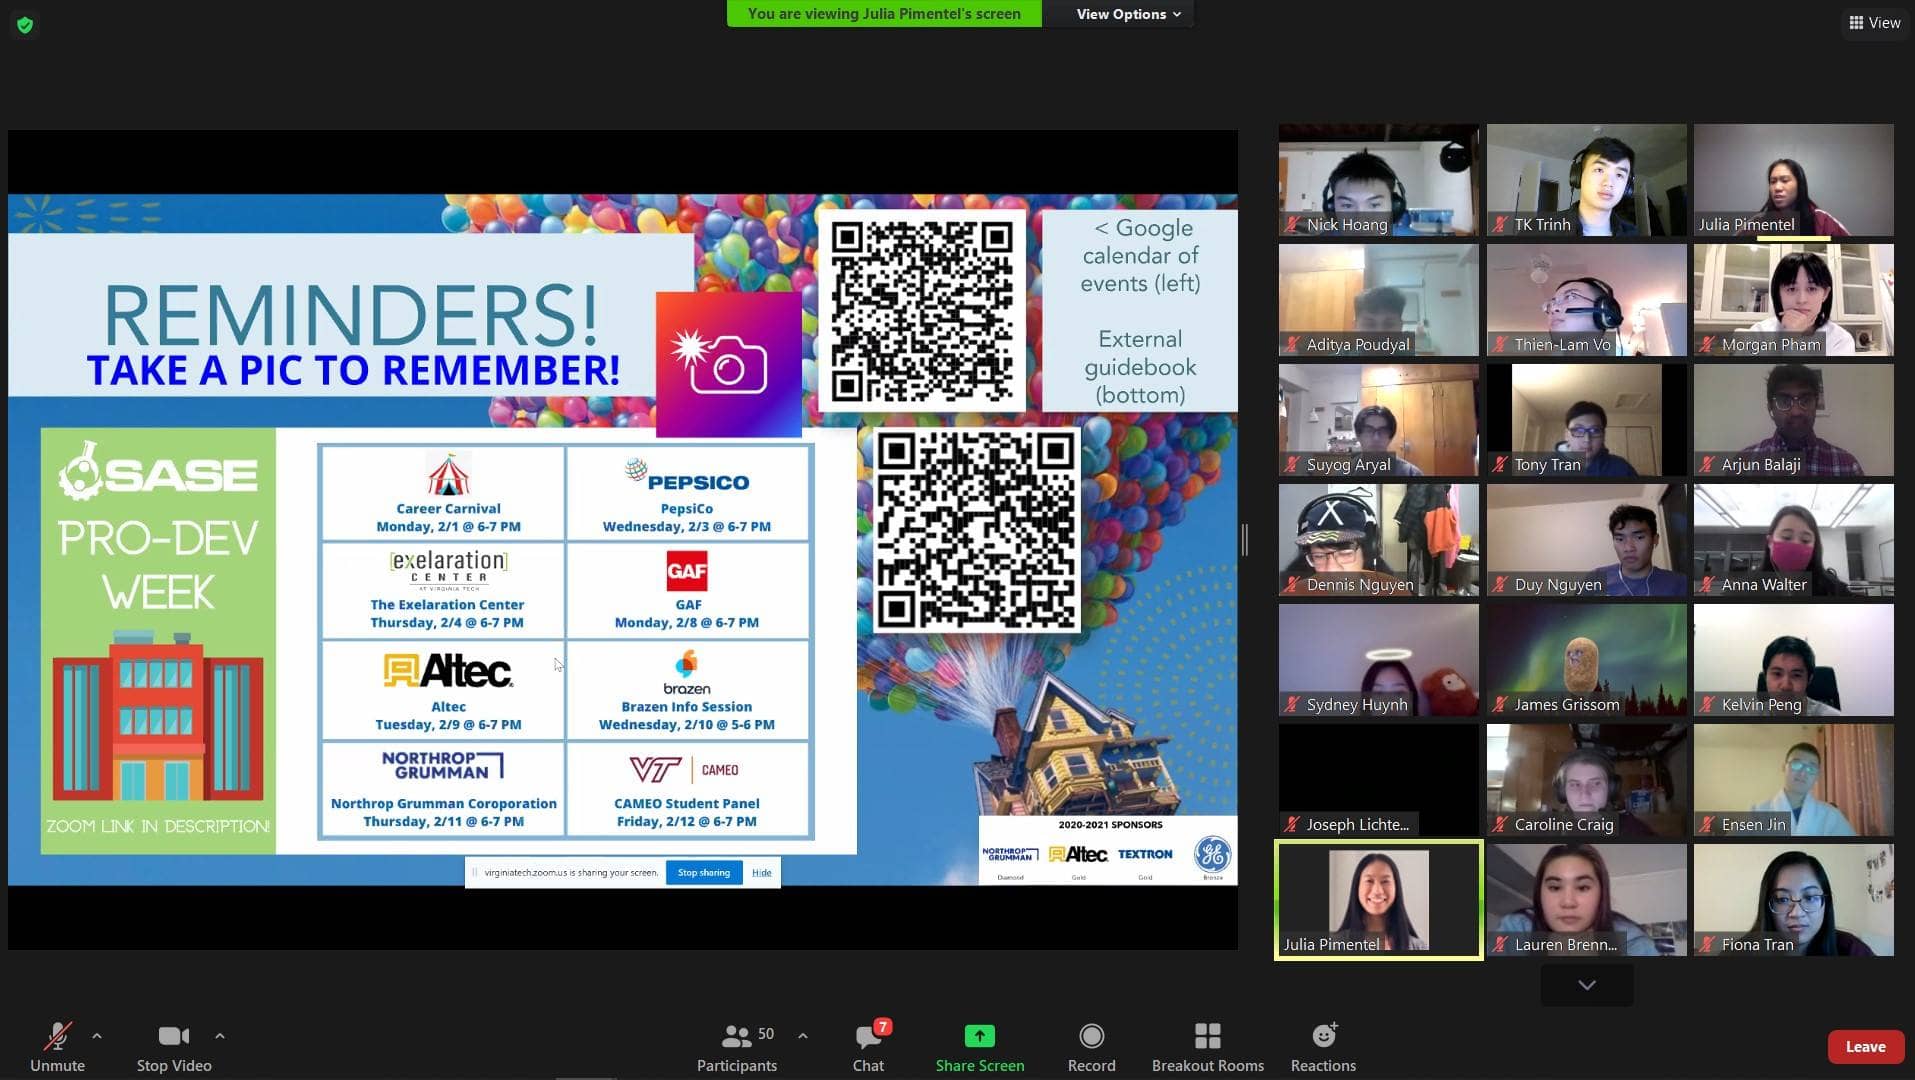 You are viewing Julia Pimentel's screen
View Options
View
REMINDERS!
TAKE A PIC TO REMEMBER!
< Google
calendar of
events (left)
External
guidebook
(bottom)
SASE
PRO-DEV
WEEK
ZOOM LINK IN DESCRIPTION!
Career Carnival
Monday, 2/1 @ 6-7 PM
PEPSICO
PepsiCo
Wednesday, 2/3 @ 6-7 PM
[exelaration]
CENTER
AT VIRGINIA TECH
The Exelaration Center
Thursday, 2/4 @ 6-7 PM
GAF
GAF
Monday, 2/8 @ 6-7 PM
Altec
Altec
Tuesday, 2/9 @ 6-7 PM
brazen
Brazen Info Session
Wednesday, 2/10 @ 5-6 PM
NORTHROP
GRUMMAN
Northrop Grumman Coroporation
Thursday, 2/11 @ 6-7 PM
VT | CAMEO
CAMEO Student Panel
Friday, 2/12 @ 6-7 PM
2020-2021 SPONSORS
NORTHROP
GRUMMAN
Altec
TEXTRON
GE
Diamond
Gold
Gold
Bronze
virginiatech.zoom.us is sharing your screen.
Stop sharing
Hide
Nick Hoang
TK Trinh
Julia Pimentel
Aditya Poudyal
Thien-Lam Vo
Morgan Pham
Suyog Aryal
Tony Tran
Arjun Balaji
Dennis Nguyen
Duy Nguyen
Anna Walter
Sydney Huynh
James Grissom
Kelvin Peng
Joseph Lichte...
Caroline Craig
Ensen Jin
Julia Pimentel
Lauren Brenn...
Fiona Tran
Unmute
Stop Video
50
Participants
7
Chat
Share Screen
Record
Breakout Rooms
Reactions
Leave